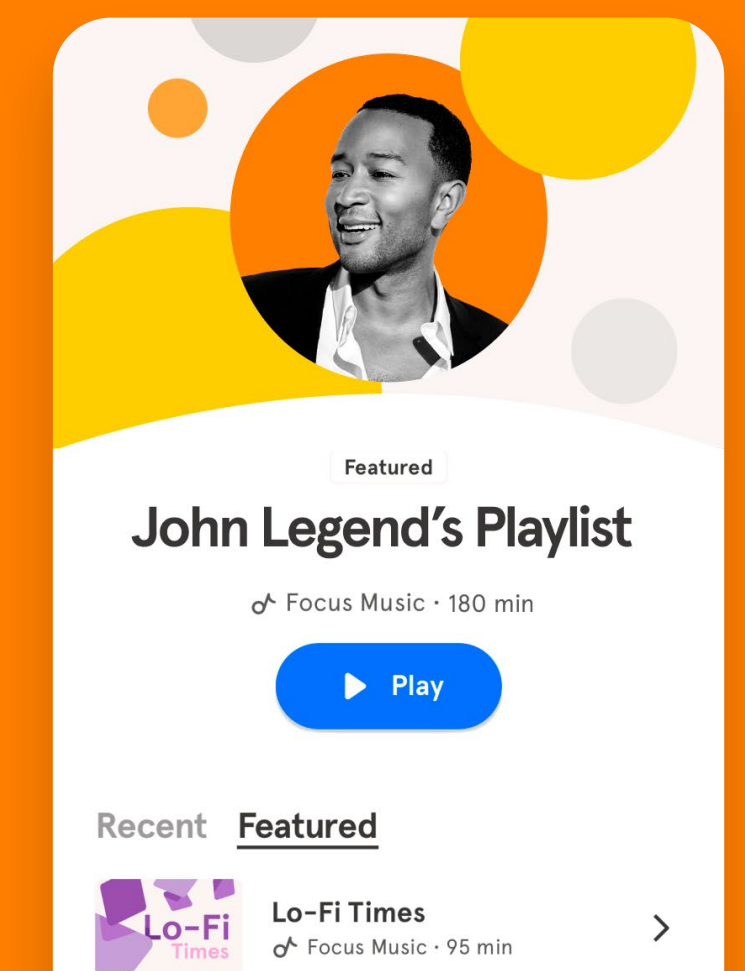 Featured
John Legend’s Playlist
Focus Music · 180 min
Play
Recent Featured
Lo-Fi
Times
Lo-Fi Times
Focus Music · 95 min